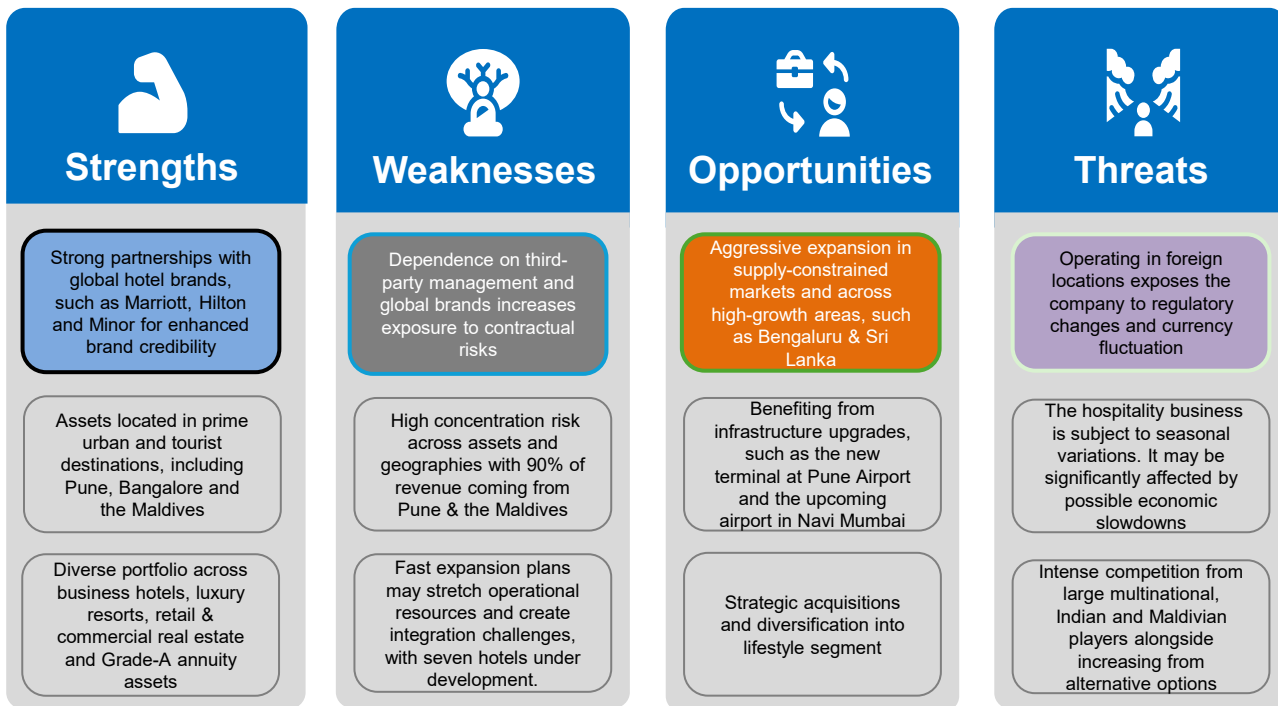 Strengths
Strong partnerships with
global hotel brands,
such as Marriott, Hilton
and Minor for enhanced
brand credibility
Assets located in prime
urban and tourist
destinations, including
Pune, Bangalore and
the Maldives
Diverse portfolio across
business hotels, luxury
resorts, retail &
commercial real estate
and Grade-A annuity
assets
Weaknesses
Dependence on third-
party management and
global brands increases
exposure to contractual
risks
High concentration risk
across assets and
geographies with 90% of
revenue coming from
Pune & the Maldives
Fast expansion plans
may stretch operational
resources and create
integration challenges,
with seven hotels under
development.
Opportunities
Aggressive expansion in
supply-constrained
markets and across
high-growth areas, such
as Bengaluru & Sri
Lanka
Benefiting from
infrastructure upgrades,
such as the new
terminal at Pune Airport
and the upcoming
airport in Navi Mumbai
Strategic acquisitions
and diversification into
lifestyle segment
Threats
Operating in foreign
locations exposes the
company to regulatory
changes and currency
fluctuation
The hospitality business
is subject to seasonal
variations. It may be
significantly affected by
possible economic
slowdowns
Intense competition from
large multinational,
Indian and Maldivian
players alongside
increasing from
alternative options